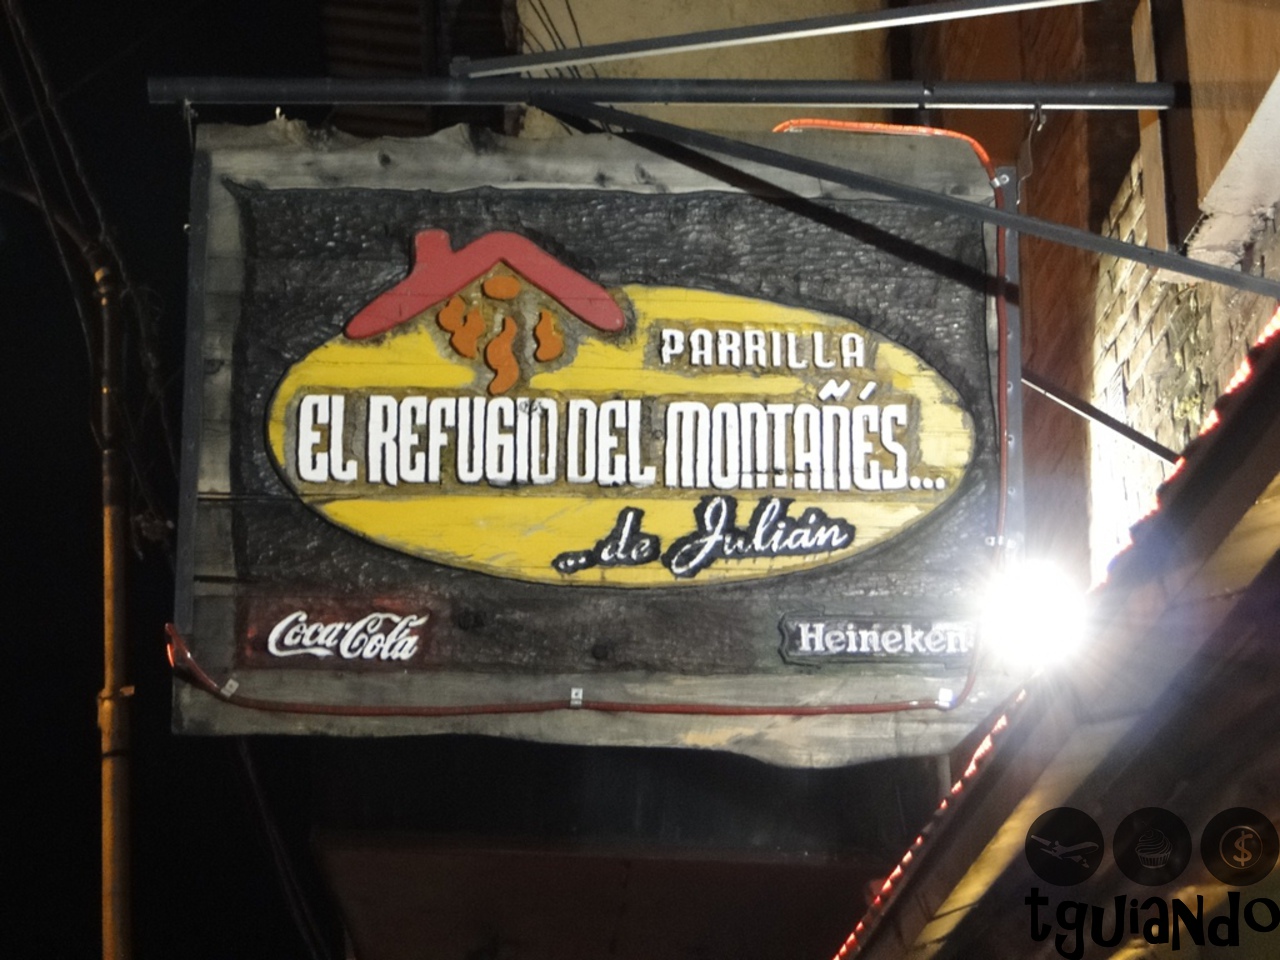 PARRILLA
EL REFUGIO DEL MONTAÑÉS...
...de Julián
Coca-Cola
Heineken
tguiando